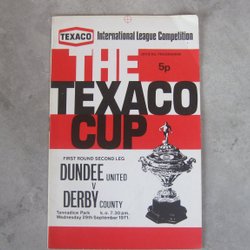 TEXACO International League Competition
OFFICIAL PROGRAMME
5p
THE
TEXACO
CUP
FIRST ROUND SECOND LEG
DUNDEE UNITED
V
DERBY COUNTY
Tannadice Park k.o. 7.30 p.m.
Wednesday 29th September 1971.